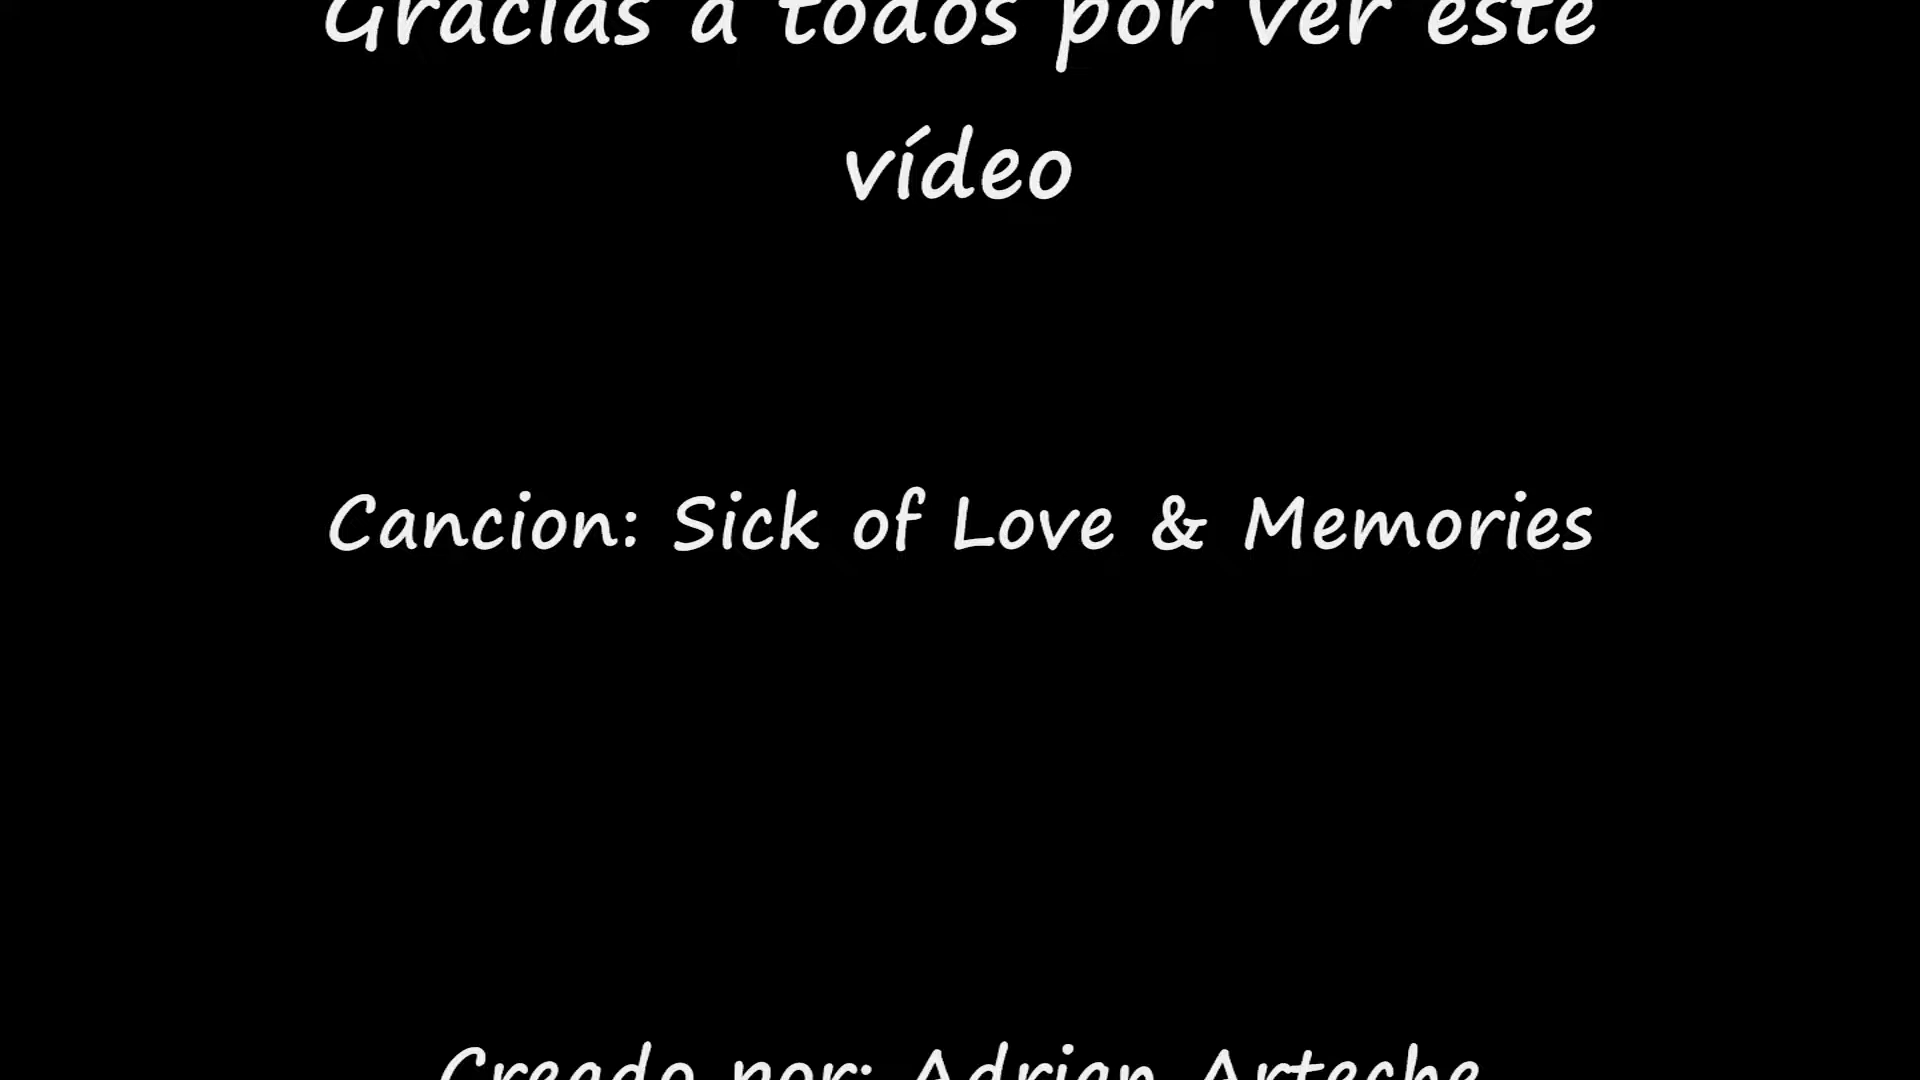 Gracias a todos por ver este
vídeo
Cancion: Sick of Love & Memories
Creado por: Adrian Arteche